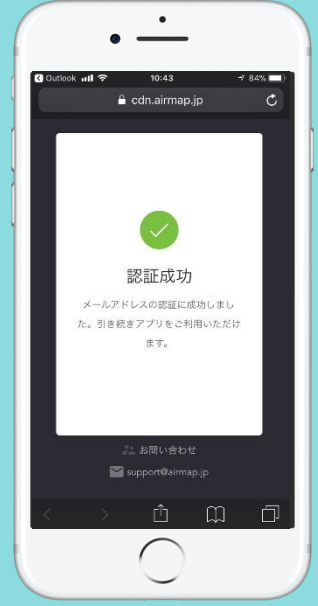 Outlook 10:43 84%
cdn.airmap.jp
認証成功
メールアドレスの認証に成功しまし
た。引き続きアプリをご利用いただけ
ます。
お問い合わせ
support@airmap.jp